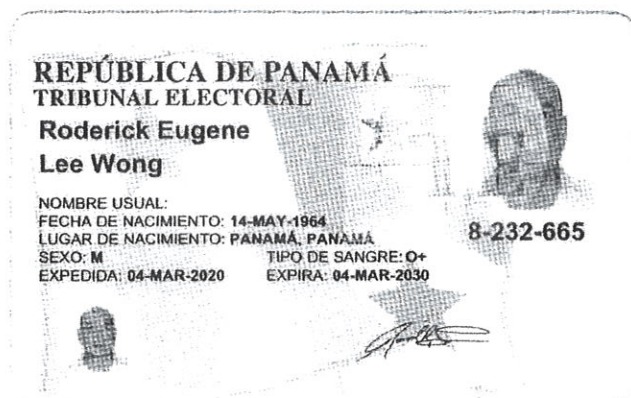 REPÚBLICA DE PANAMÁ
TRIBUNAL ELECTORAL
Roderick Eugene
Lee Wong
NOMBRE USUAL:
FECHA DE NACIMIENTO: 14-MAY-1964
LUGAR DE NACIMIENTO: PANAMÁ, PANAMÁ
SEXO: M TIPO DE SANGRE: O+
EXPEDIDA: 04-MAR-2020 EXPIRA: 04-MAR-2030
8-232-665